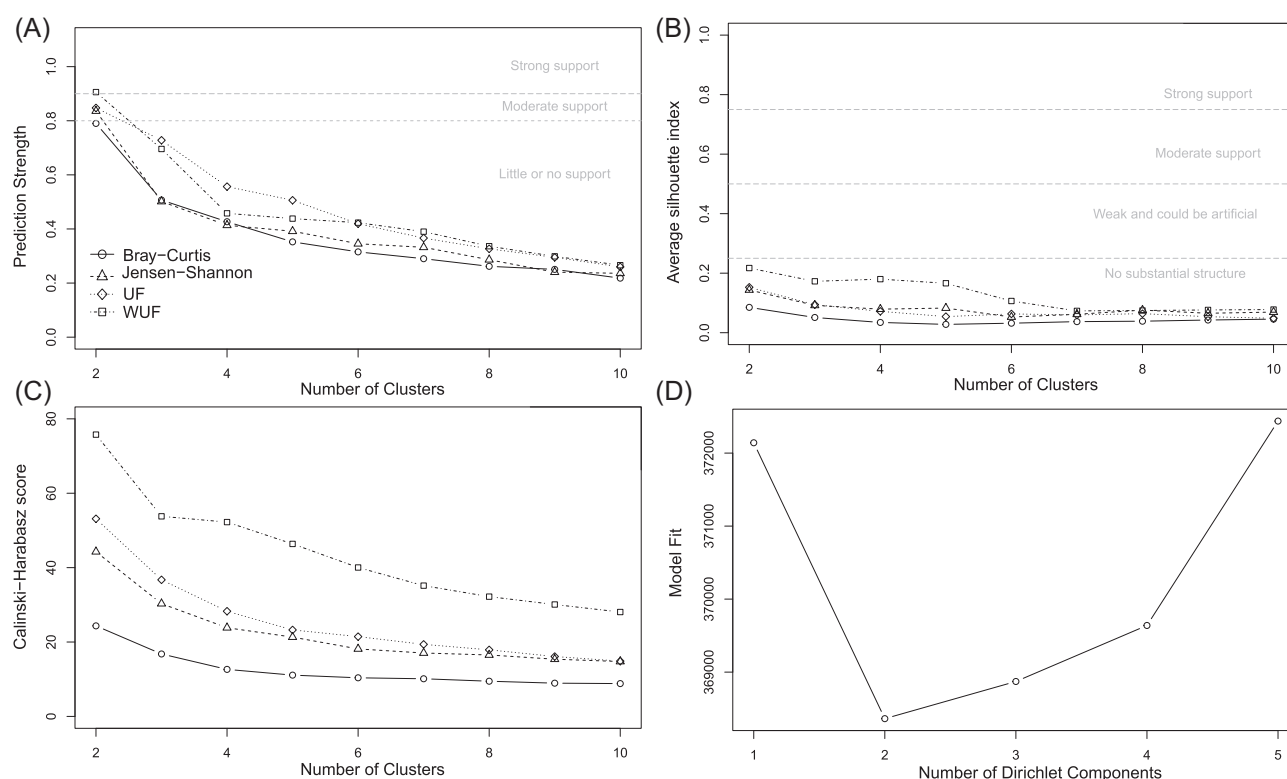 (A)
Prediction Strength
1.0
0.8
0.6
0.4
0.2
0.0
Strong support
Moderate support
Little or no support
Bray−Curtis
Jensen−Shannon
UF
WUF
2 4 6 8 10
Number of Clusters
(B)
Average silhouette index
1.0
0.8
0.6
0.4
0.2
0.0
Strong support
Moderate support
Weak and could be artificial
No substantial structure
2 4 6 8 10
Number of Clusters
(C)
Calinski−Harabasz score
80
60
40
20
0
2 4 6 8 10
Number of Clusters
(D)
Model Fit
372000
371000
370000
369000
1 2 3 4 5
Number of Dirichlet Components